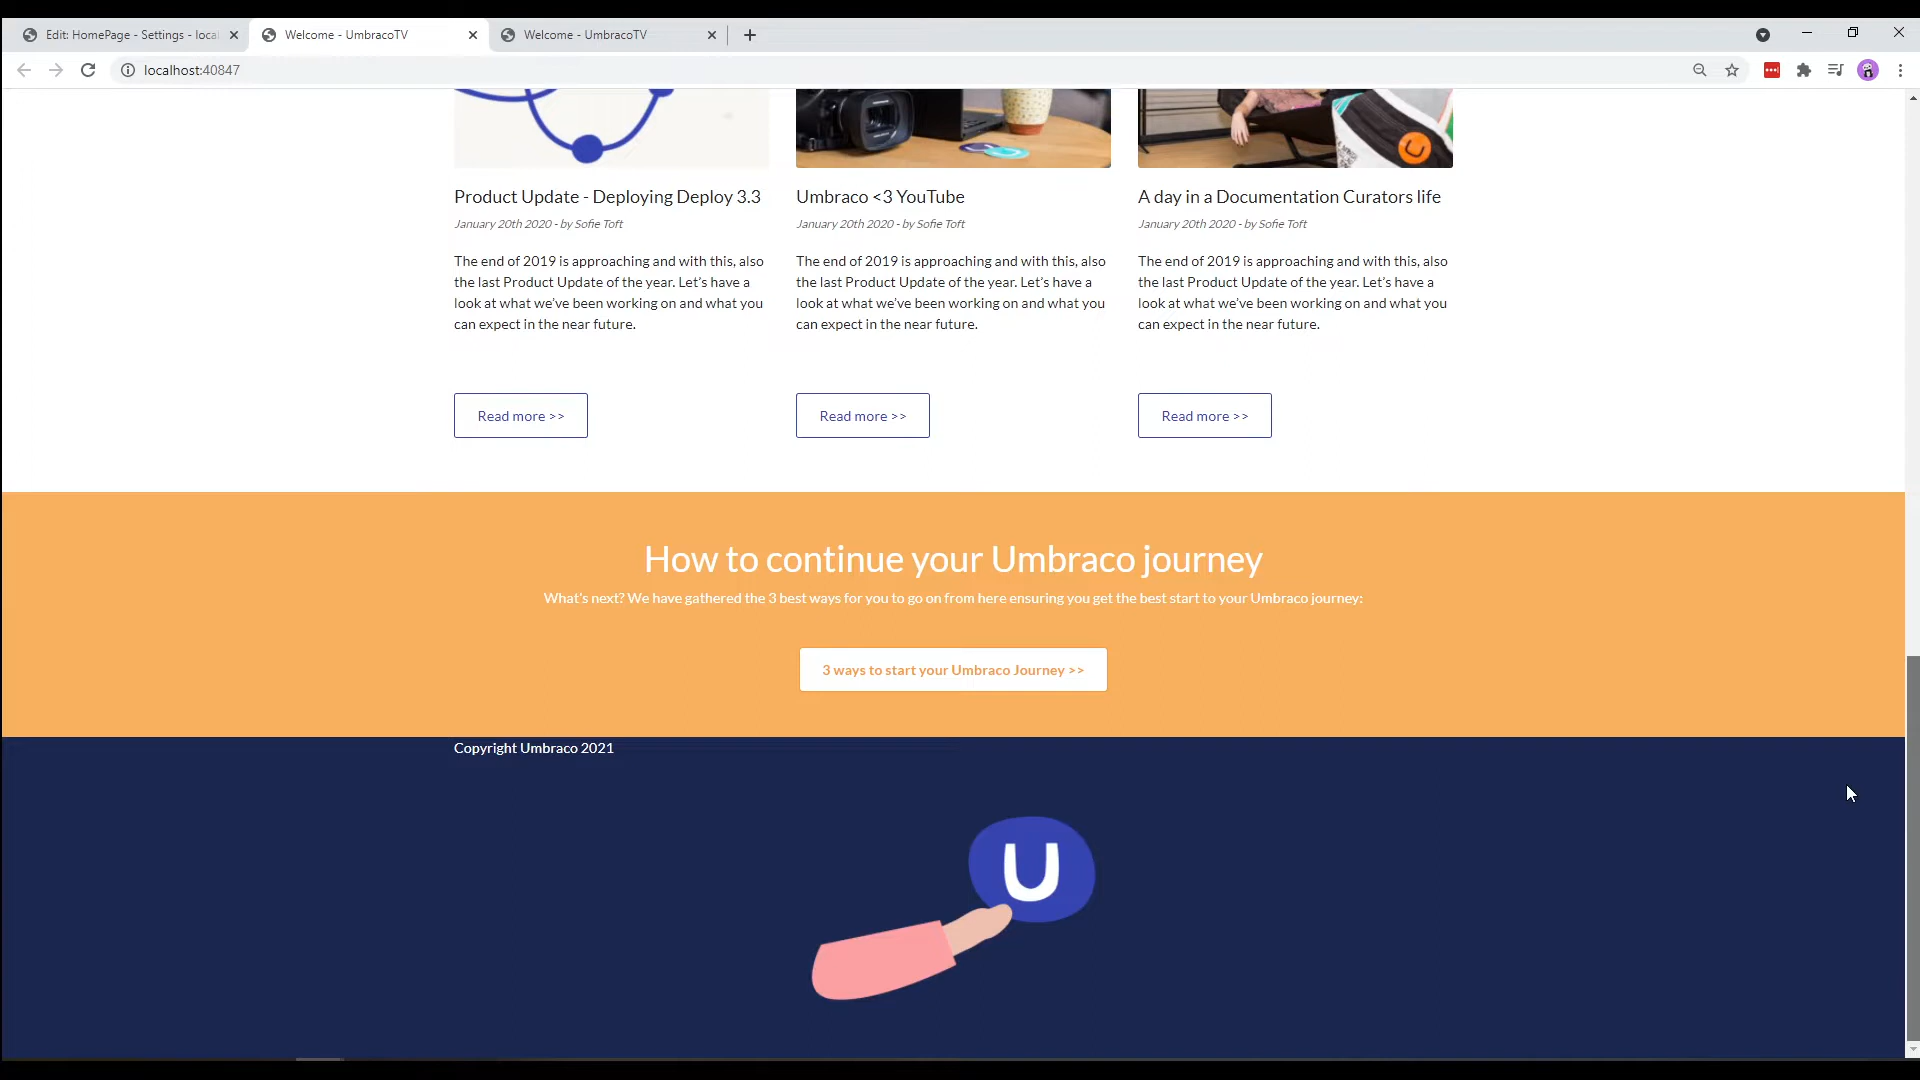 Edit: HomePage - Settings - loca
Welcome - UmbracoTV
Welcome - UmbracoTV
localhost:40847
Product Update - Deploying Deploy 3.3
January 20th 2020 - by Sofie Toft
The end of 2019 is approaching and with this, also
the last Product Update of the year. Let’s have a
look at what we’ve been working on and what you
can expect in the near future.
Read more >>
Umbraco <3 YouTube
January 20th 2020 - by Sofie Toft
The end of 2019 is approaching and with this, also
the last Product Update of the year. Let’s have a
look at what we’ve been working on and what you
can expect in the near future.
Read more >>
A day in a Documentation Curators life
January 20th 2020 - by Sofie Toft
The end of 2019 is approaching and with this, also
the last Product Update of the year. Let’s have a
look at what we’ve been working on and what you
can expect in the near future.
Read more >>
How to continue your Umbraco journey
What's next? We have gathered the 3 best ways for you to go on from here ensuring you get the best start to your Umbraco journey:
3 ways to start your Umbraco Journey >>
Copyright Umbraco 2021
U